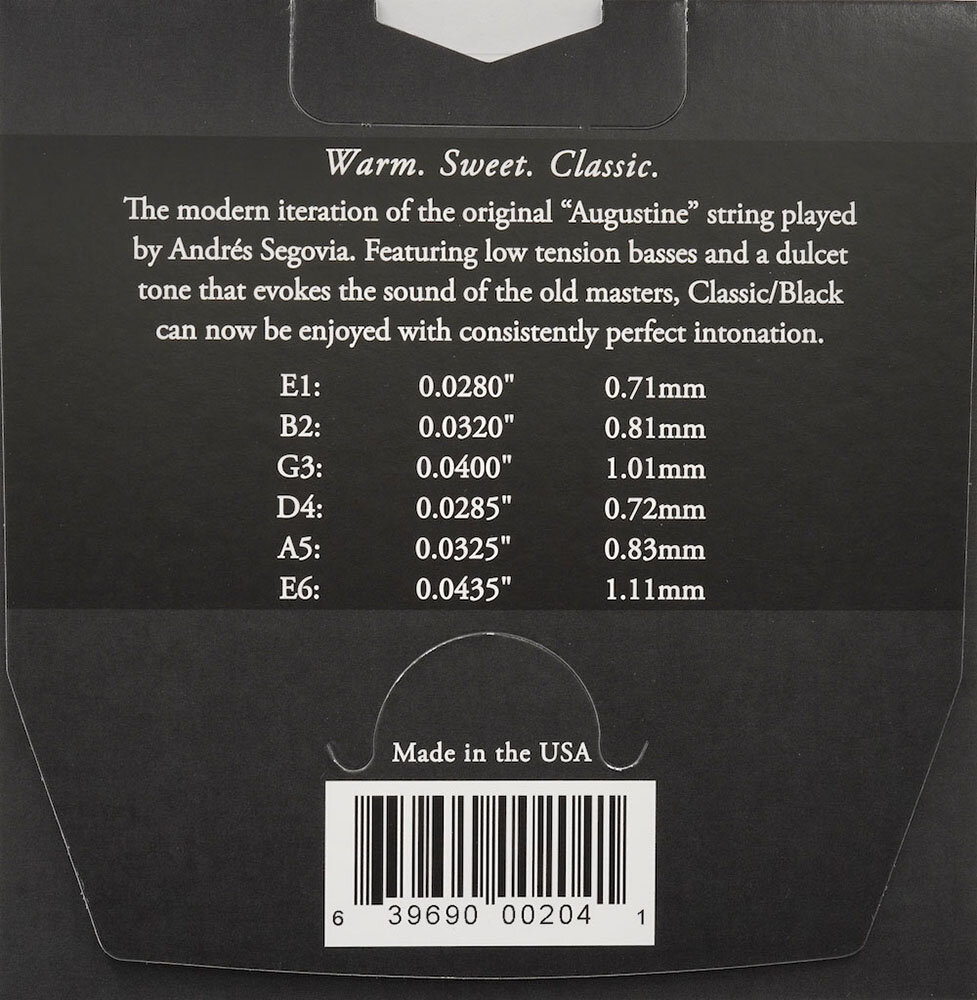 Warm. Sweet. Classic.
The modern iteration of the original “Augustine” string played
by Andrés Segovia. Featuring low tension basses and a dulcet
tone that evokes the sound of the old masters, Classic/Black
can now be enjoyed with consistently perfect intonation.
E1: 0.0280" 0.71mm
B2: 0.0320" 0.81mm
G3: 0.0400" 1.01mm
D4: 0.0285" 0.72mm
A5: 0.0325" 0.83mm
E6: 0.0435" 1.11mm
Made in the USA
6 39690 00204 1